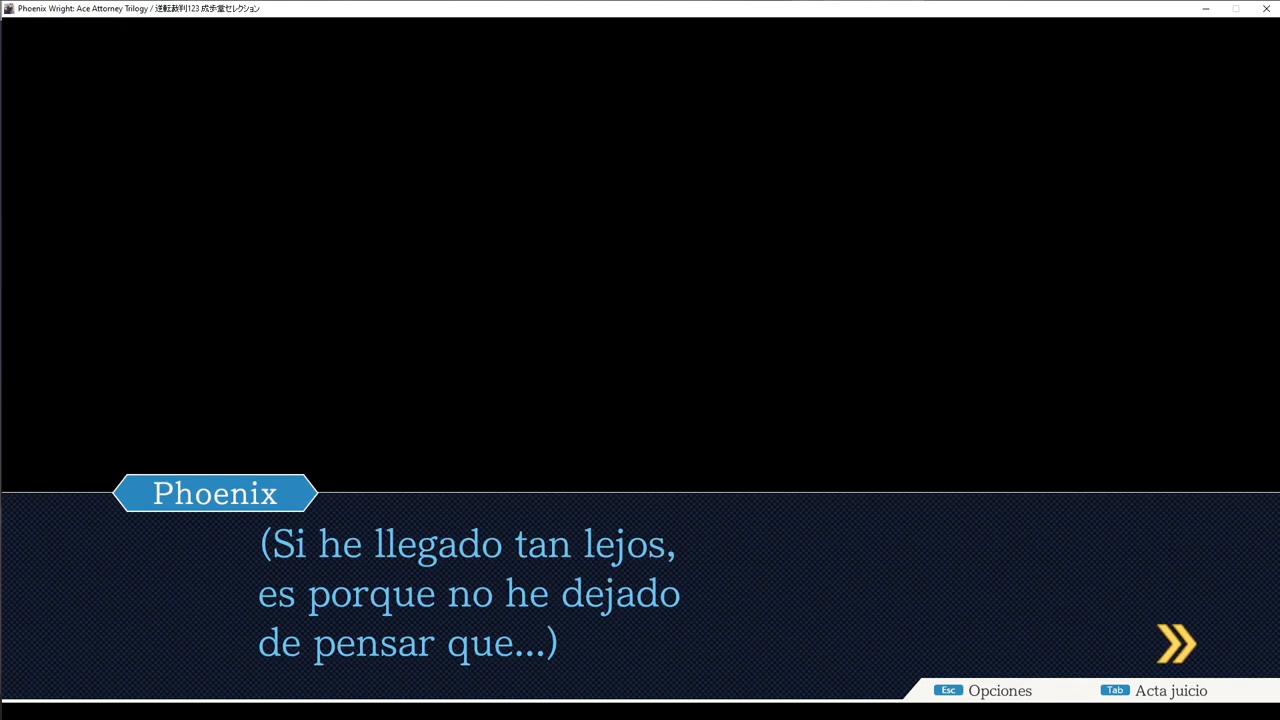 Phoenix Wright: Ace Attorney Trilogy / 逆転裁判123 成歩堂セレクション
Phoenix
(Si he llegado tan lejos,
es porque no he dejado
de pensar que...)
Esc Opciones Tab Acta juicio